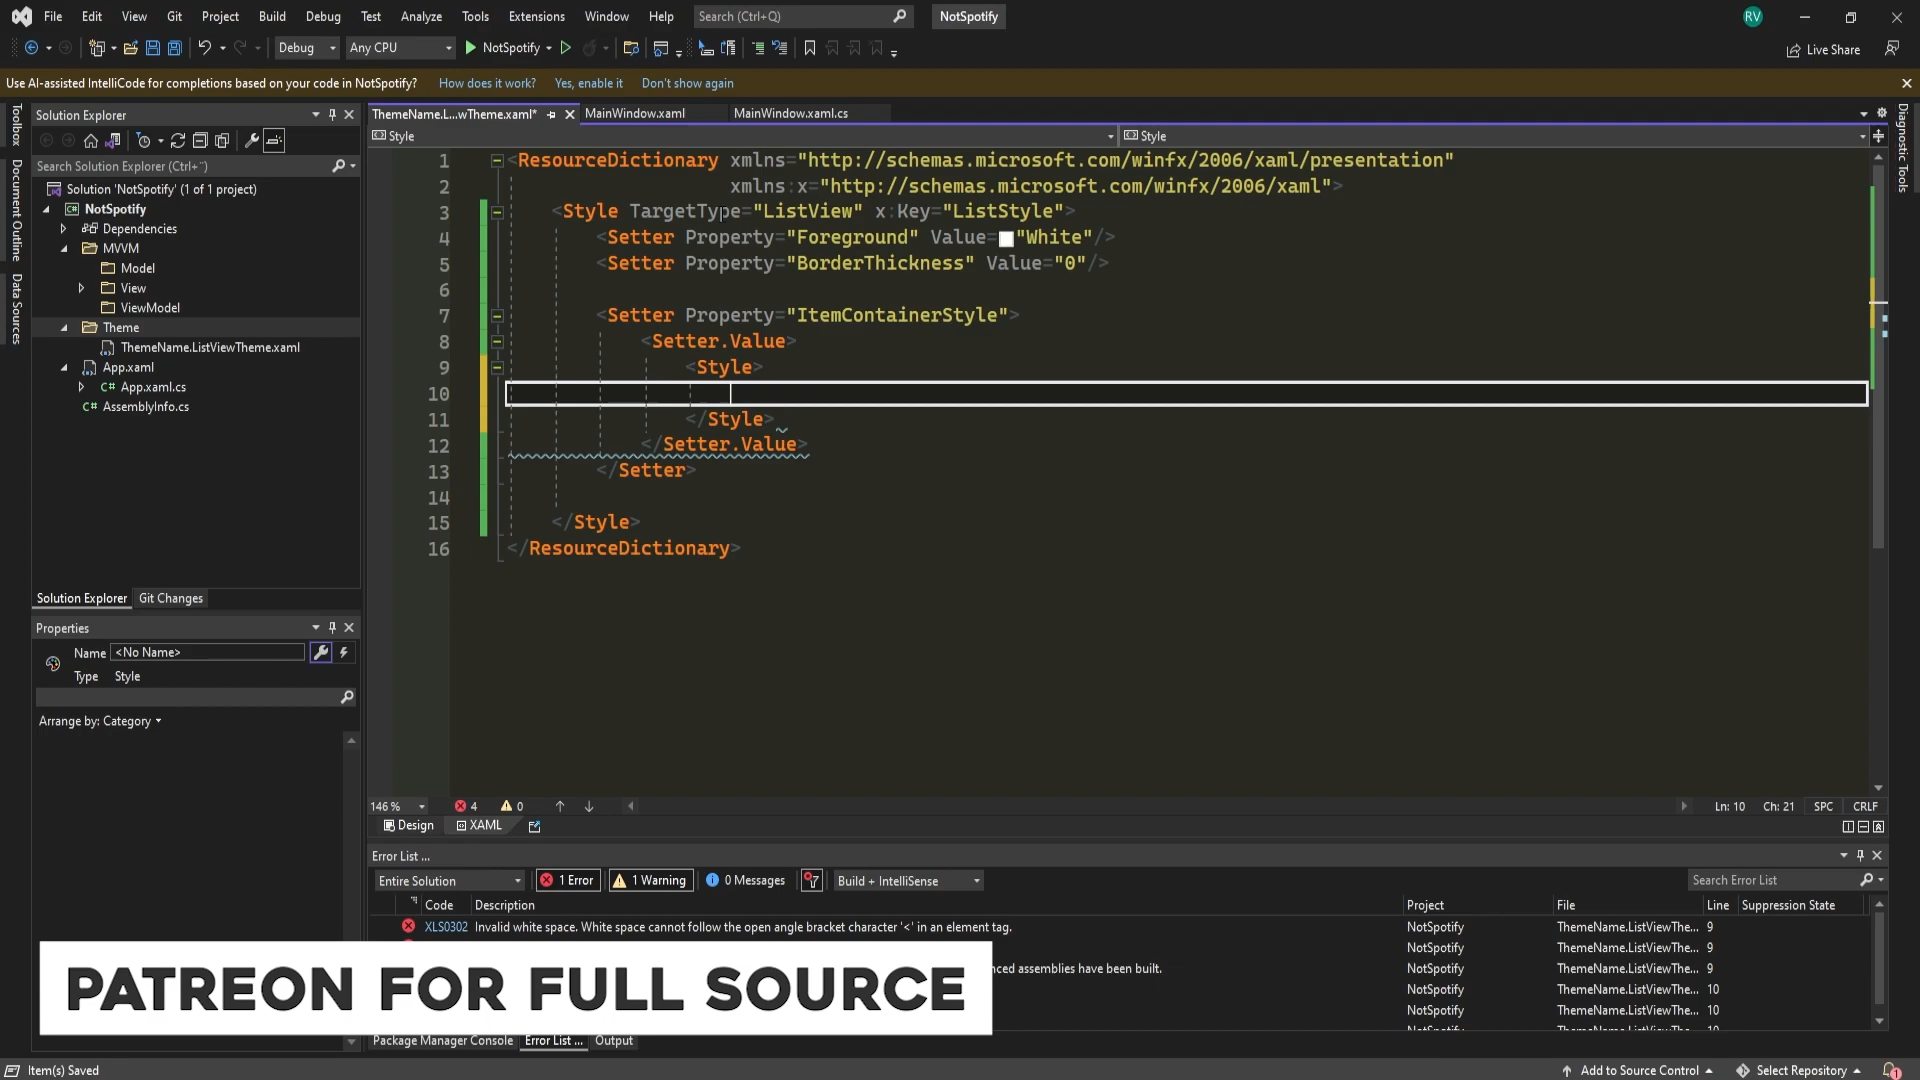 File Edit View Git Project Build Debug Test Analyze Tools Extensions Window Help Search (Ctrl+Q) NotSpotify RV
Debug Any CPU NotSpotify Live Share
Use AI-assisted IntelliCode for completions based on your code in NotSpotify? How does it work? Yes, enable it Don't show again
Toolbox
Document Outline
Data Sources
Diagnostic Tools
Solution Explorer
Search Solution Explorer (Ctrl+¨)
Solution 'NotSpotify' (1 of 1 project)
NotSpotify
Dependencies
MVVM
Model
View
ViewModel
Theme
ThemeName.ListViewTheme.xaml
App.xaml
C# App.xaml.cs
C# AssemblyInfo.cs
Solution Explorer Git Changes
Properties
Name <No Name>
Type Style
Arrange by: Category
ThemeName.L...wTheme.xaml* MainWindow.xaml MainWindow.xaml.cs
Style Style
1 <ResourceDictionary xmlns="http://schemas.microsoft.com/winfx/2006/xaml/presentation"
2 xmlns:x="http://schemas.microsoft.com/winfx/2006/xaml">
3 <Style TargetType="ListView" x:Key="ListStyle">
4 <Setter Property="Foreground" Value="White"/>
5 <Setter Property="BorderThickness" Value="0"/>
6
7 <Setter Property="ItemContainerStyle">
8 <Setter.Value>
9 <Style>
10
11 </Style>
12 </Setter.Value>
13 </Setter>
14
15 </Style>
16 </ResourceDictionary>
146 % 4 0 Ln: 10 Ch: 21 SPC CRLF
Design XAML
Error List ...
Entire Solution 1 Error 1 Warning 0 Messages Build + IntelliSense Search Error List
Code Description Project File Line Suppression State
XLS0302 Invalid white space. White space cannot follow the open angle bracket character '<' in an element tag. NotSpotify ThemeName.ListViewThe... 9
NotSpotify ThemeName.ListViewThe... 9
nced assemblies have been built. NotSpotify ThemeName.ListViewThe... 9
NotSpotify ThemeName.ListViewThe... 10
NotSpotify ThemeName.ListViewThe... 10
PATREON FOR FULL SOURCE
Package Manager Console Error List ... Output
Item(s) Saved Add to Source Control Select Repository 1